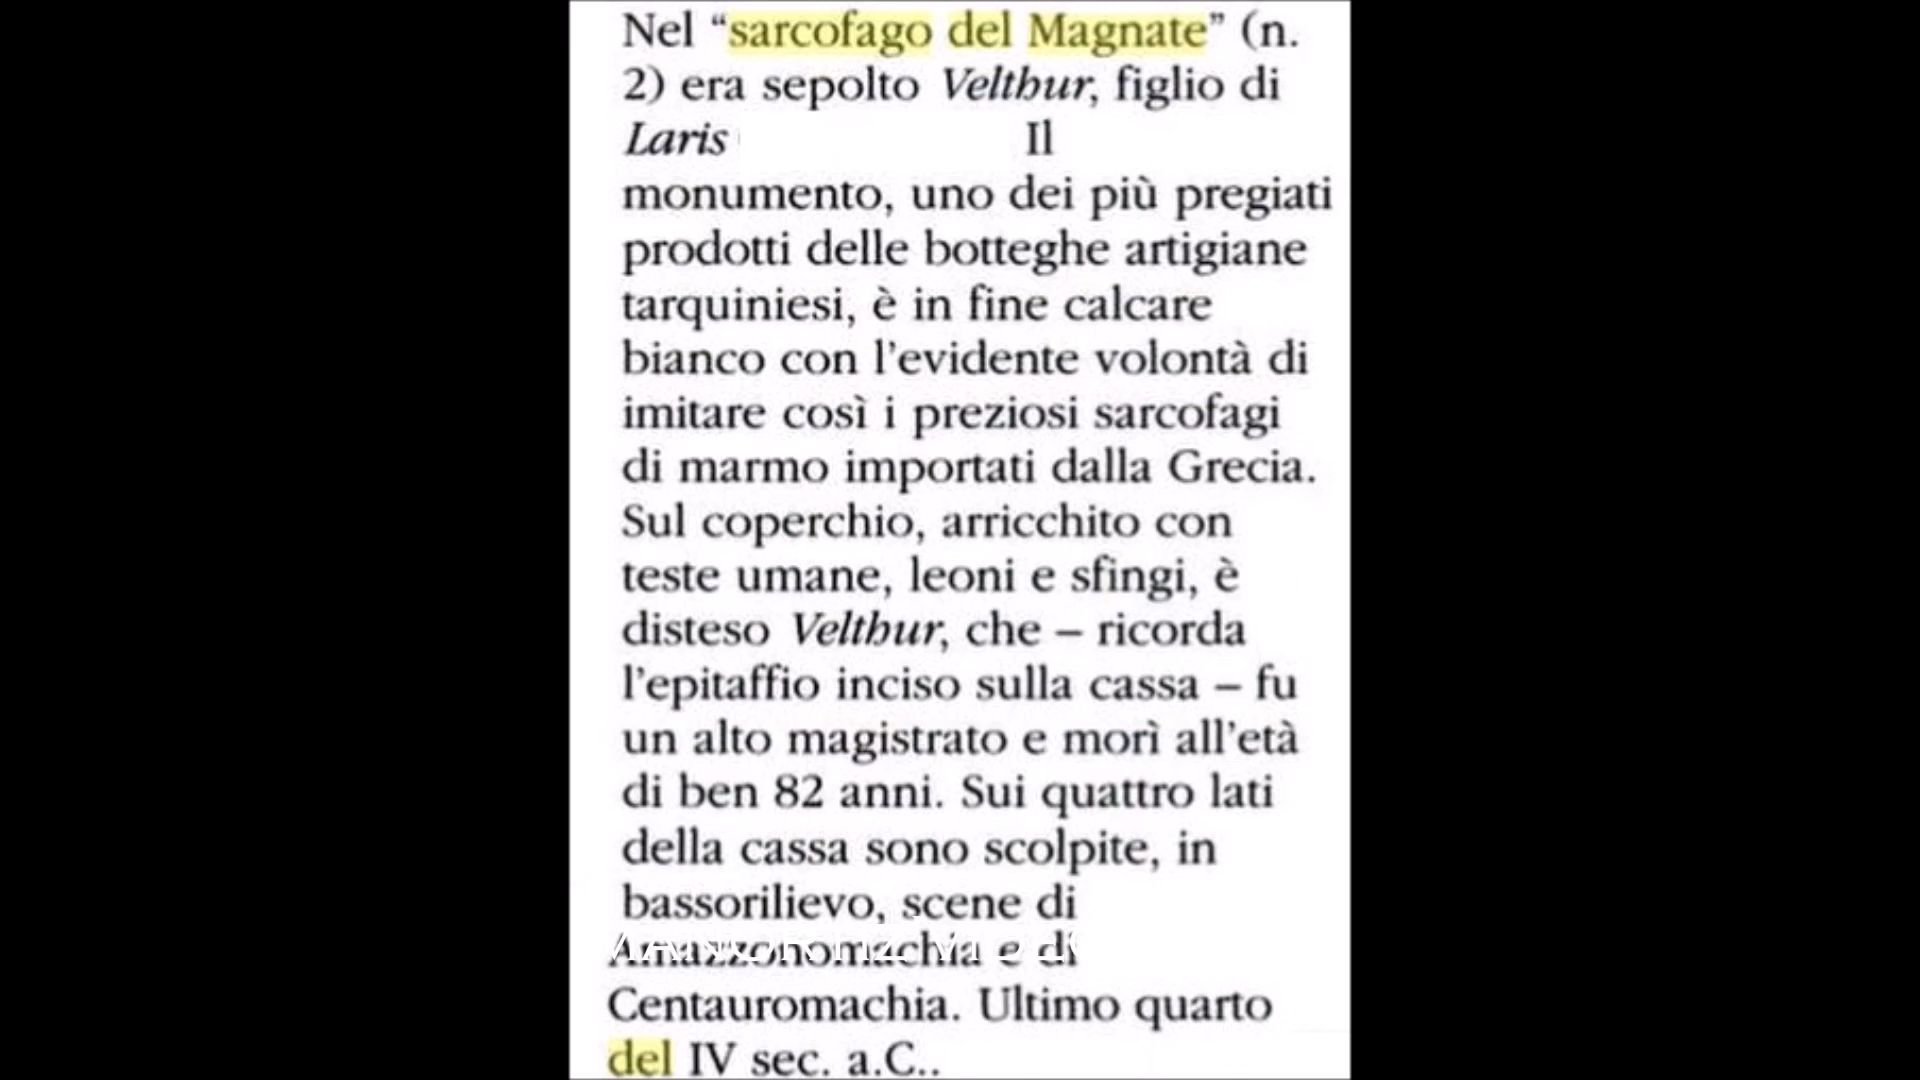 Nel “sarcofago del Magnate” (n.
2) era sepolto Velthur, figlio di
Laris Il
monumento, uno dei più pregiati
prodotti delle botteghe artigiane
tarquiniesi, è in fine calcare
bianco con l’evidente volontà di
imitare così i preziosi sarcofagi
di marmo importati dalla Grecia.
Sul coperchio, arricchito con
teste umane, leoni e sfingi, è
disteso Velthur, che – ricorda
l’epitaffio inciso sulla cassa – fu
un alto magistrato e morì all’età
di ben 82 anni. Sui quattro lati
della cassa sono scolpite, in
bassorilievo, scene di
Amazzonomachia e di
Centauromachia. Ultimo quarto
del IV sec. a.C..